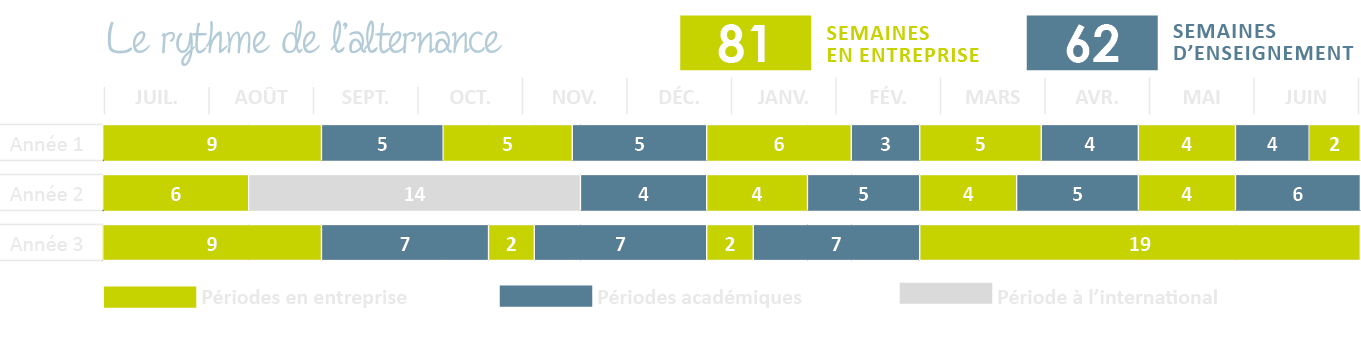 Le rythme de l'alternance
81 SEMAINES EN ENTREPRISE
62 SEMAINES D'ENSEIGNEMENT
JUIL. AOÛT SEPT. OCT. NOV. DÉC. JANV. FÉV. MARS AVR. MAI JUIN
Année 1 9 5 5 5 6 3 5 4 4 4 2
Année 2 6 14 4 4 5 4 5 4 6
Année 3 9 7 2 7 2 7 19
Périodes en entreprise Périodes académiques Période à l'international